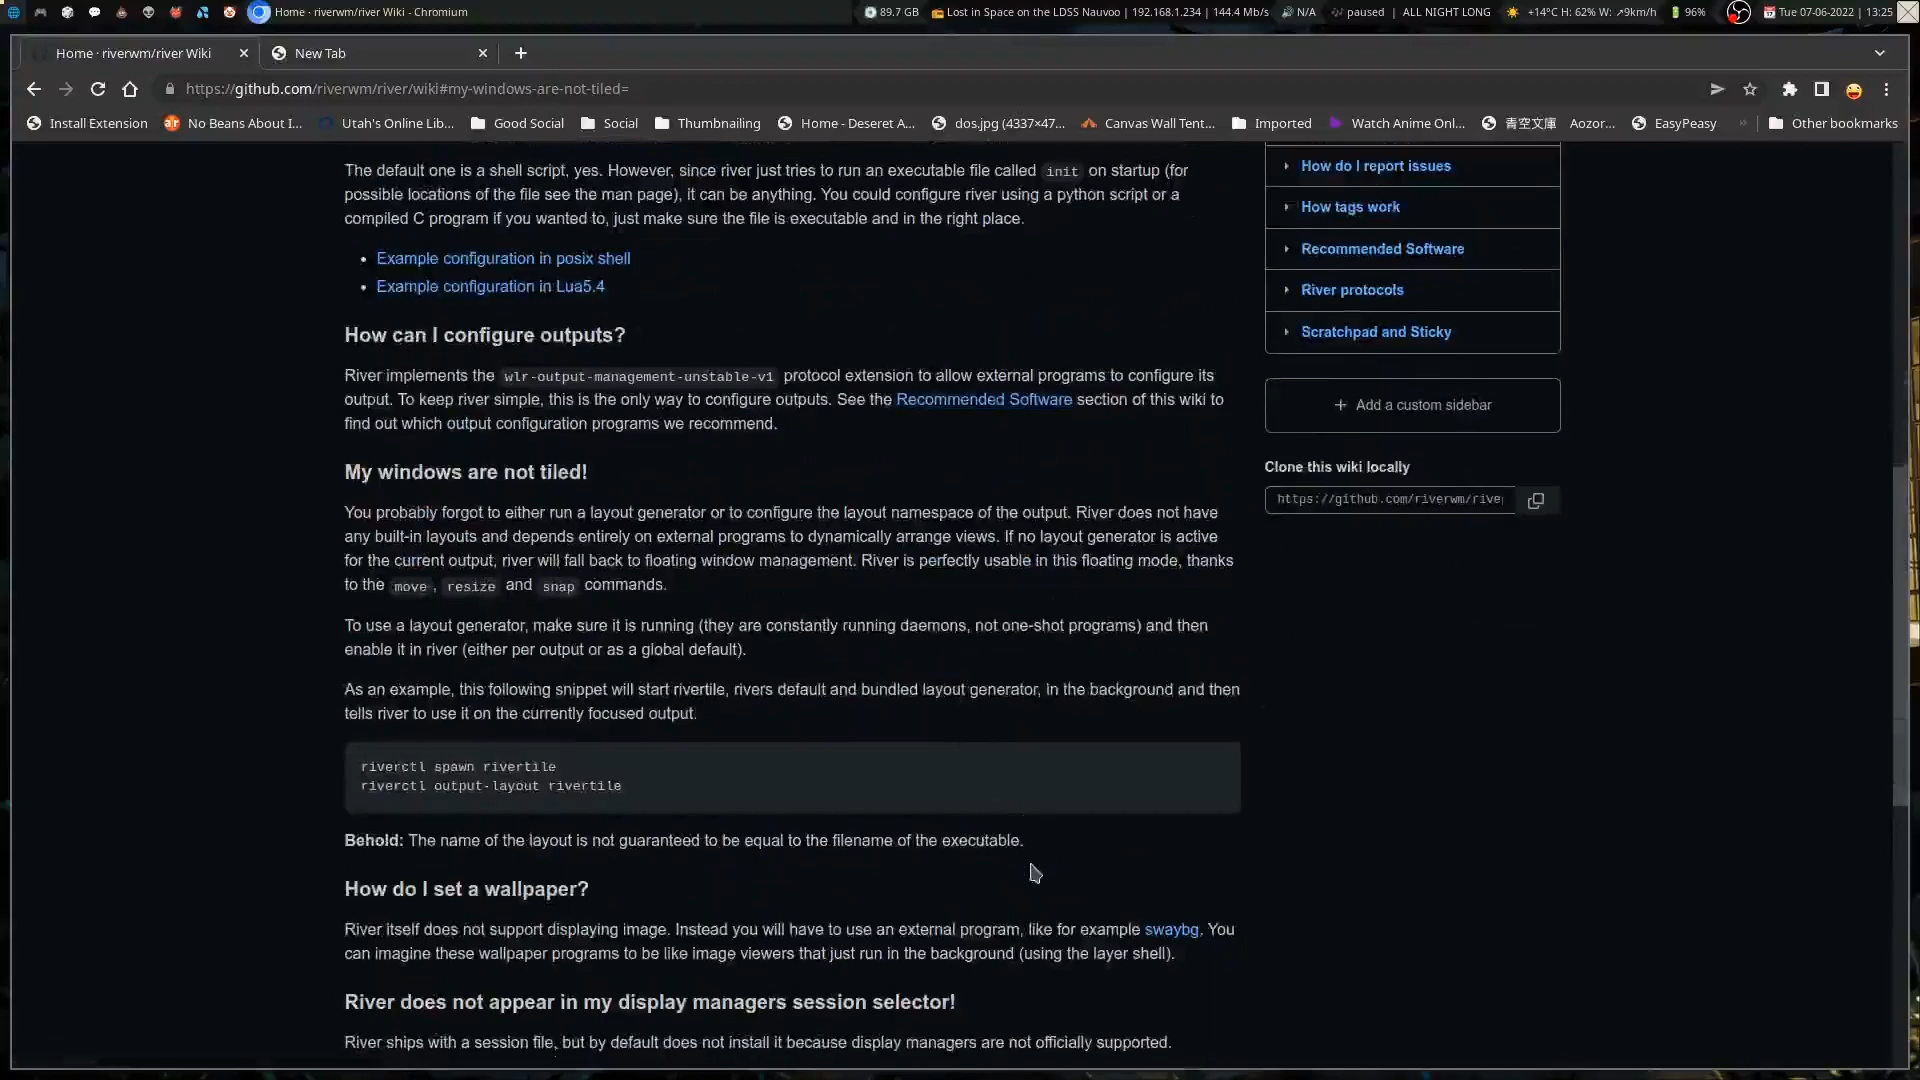 Home · riverwm/river Wiki - Chromium
89.7 GB
Lost in Space on the LDSS Nauvoo | 192.168.1.234 | 144.4 Mb/s
N/A
paused | ALL NIGHT LONG
+14°C H: 62% W: ↗9km/h
96%
Tue 07-06-2022 | 13:25
Home · riverwm/river Wiki
New Tab
https://github.com/riverwm/river/wiki#my-windows-are-not-tiled=
Install Extension
No Beans About I...
Utah's Online Lib...
Good Social
Social
Thumbnailing
Home - Deseret A...
dos.jpg (4337×47...
Canvas Wall Tent...
Imported
Watch Anime Onl...
青空文庫 Aozor...
EasyPeasy
»
Other bookmarks
The default one is a shell script, yes. However, since river just tries to run an executable file called init on startup (for
possible locations of the file see the man page), it can be anything. You could configure river using a python script or a
compiled C program if you wanted to, just make sure the file is executable and in the right place.
• Example configuration in posix shell
• Example configuration in Lua5.4
How can I configure outputs?
River implements the wlr-output-management-unstable-v1 protocol extension to allow external programs to configure its
output. To keep river simple, this is the only way to configure outputs. See the Recommended Software section of this wiki to
find out which output configuration programs we recommend.
My windows are not tiled!
You probably forgot to either run a layout generator or to configure the layout namespace of the output. River does not have
any built-in layouts and depends entirely on external programs to dynamically arrange views. If no layout generator is active
for the current output, river will fall back to floating window management. River is perfectly usable in this floating mode, thanks
to the move, resize and snap commands.
To use a layout generator, make sure it is running (they are constantly running daemons, not one-shot programs) and then
enable it in river (either per output or as a global default).
As an example, this following snippet will start rivertile, rivers default and bundled layout generator, in the background and then
tells river to use it on the currently focused output.
riverctl spawn rivertile
riverctl output-layout rivertile
Behold: The name of the layout is not guaranteed to be equal to the filename of the executable.
How do I set a wallpaper?
River itself does not support displaying image. Instead you will have to use an external program, like for example swaybg. You
can imagine these wallpaper programs to be like image viewers that just run in the background (using the layer shell).
River does not appear in my display managers session selector!
River ships with a session file, but by default does not install it because display managers are not officially supported.
How do I report issues
How tags work
Recommended Software
River protocols
Scratchpad and Sticky
+ Add a custom sidebar
Clone this wiki locally
https://github.com/riverwm/rive